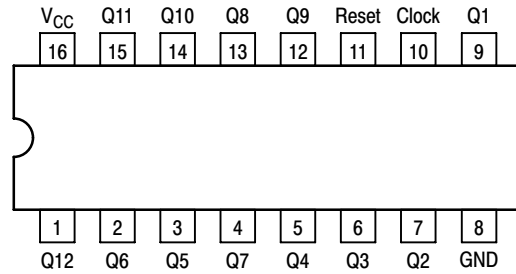 VCC Q11 Q10 Q8 Q9 Reset Clock Q1
16 15 14 13 12 11 10 9
1 2 3 4 5 6 7 8
Q12 Q6 Q5 Q7 Q4 Q3 Q2 GND